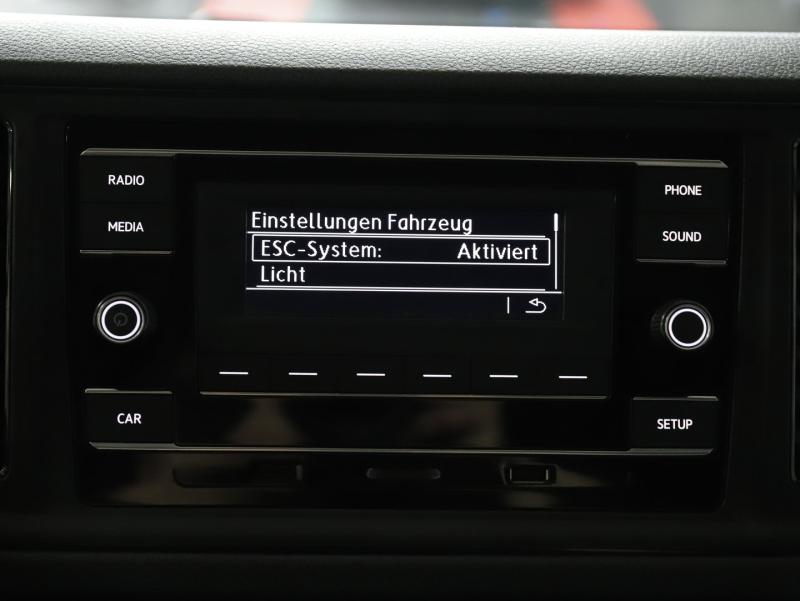 RADIO
MEDIA
CAR
Einstellungen Fahrzeug
ESC-System: Aktiviert
Licht
PHONE
SOUND
SETUP